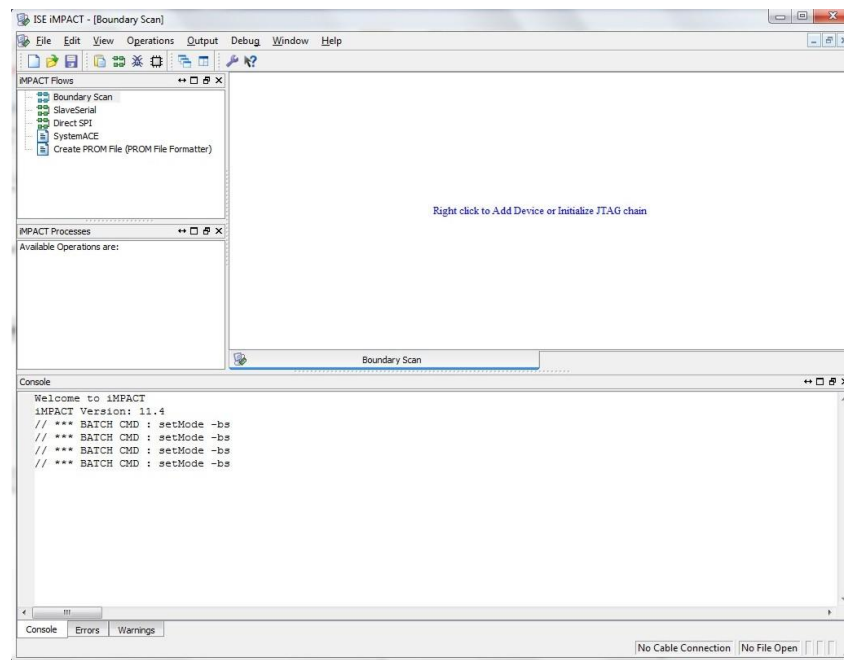 ISE iMPACT - [Boundary Scan]
File Edit View Operations Output Debug Window Help
iMPACT Flows
Boundary Scan
SlaveSerial
Direct SPI
SystemACE
Create PROM File (PROM File Formatter)
Right click to Add Device or Initialize JTAG chain
iMPACT Processes
Available Operations are:
Boundary Scan
Console
Welcome to iMPACT
iMPACT Version: 11.4
// *** BATCH CMD : setMode -bs
// *** BATCH CMD : setMode -bs
// *** BATCH CMD : setMode -bs
// *** BATCH CMD : setMode -bs
Console Errors Warnings
No Cable Connection No File Open